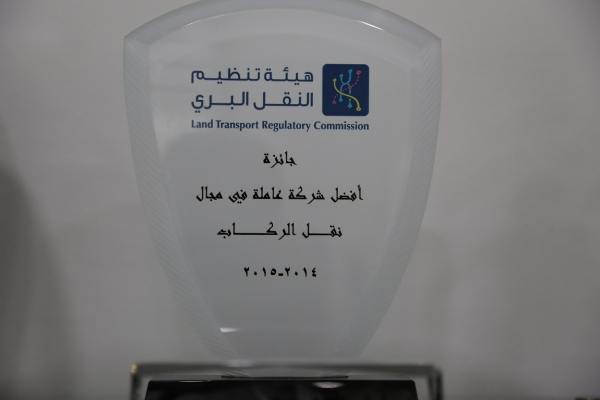 هيئة تنظيم
النقل البري
Land Transport Regulatory Commission
جائزة
أفضل شركة عاملة في مجال
نقل الركاب
٢٠١٤-٢٠١٥